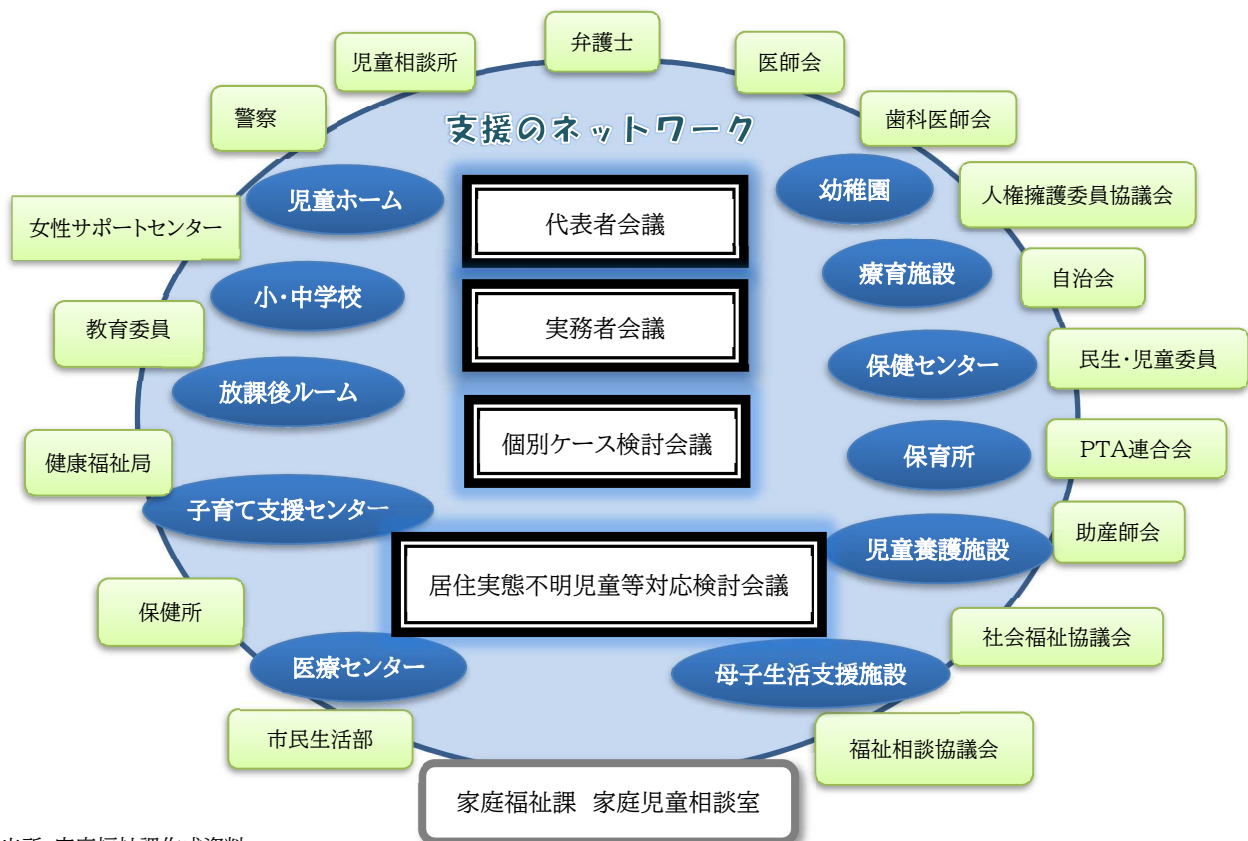 弁護士
児童相談所
医師会
警察
歯科医師会
支援のネットワーク
児童ホーム
幼稚園
人権擁護委員協議会
女性サポートセンター
代表者会議
小・中学校
療育施設
自治会
教育委員
実務者会議
放課後ルーム
保健センター
民生・児童委員
健康福祉局
個別ケース検討会議
保育所
PTA連合会
子育て支援センター
児童養護施設
助産師会
居住実態不明児童等対応検討会議
保健所
社会福祉協議会
医療センター
母子生活支援施設
市民生活部
福祉相談協議会
家庭福祉課 家庭児童相談室